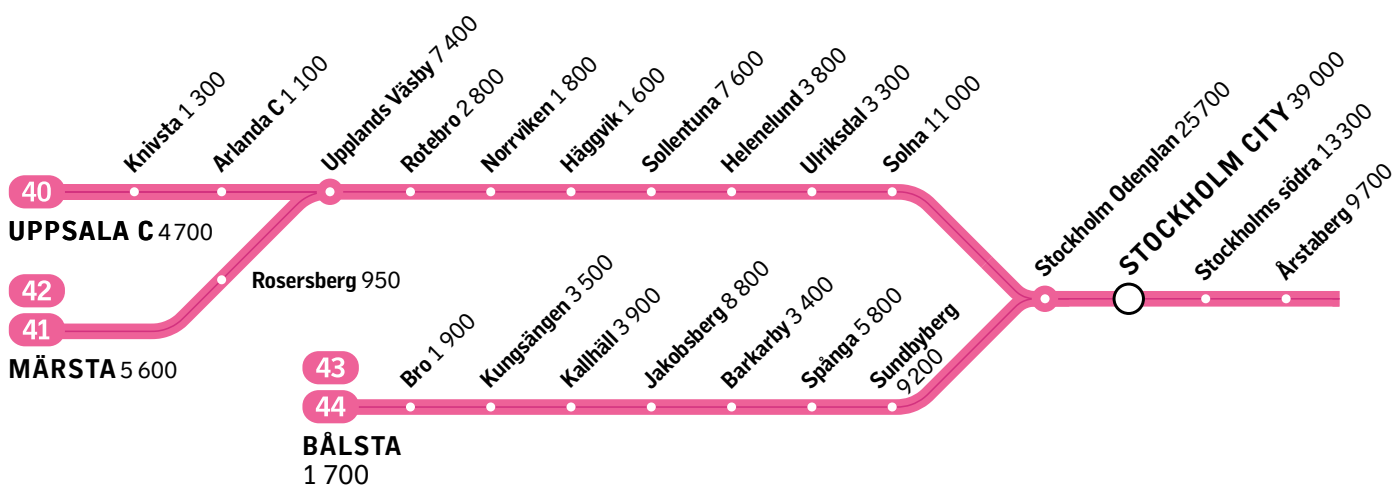 Knivsta 1 300
Arlanda C 1 100
Upplands Väsby 7 400
Rotebro 2 800
Norrviken 1 800
Häggvik 1 600
Sollentuna 7 600
Helenelund 3 800
Ulriksdal 3 300
Solna 11 000
Stockholm Odenplan 25 700
STOCKHOLM CITY 39 000
Stockholms södra 13 300
Årstaberg 9 700
40
UPPSALA C 4 700
Rosersberg 950
42
41
MÄRSTA 5 600
Bro 1 900
Kungsängen 3 500
Kallhäll 3 900
Jakobsberg 8 800
Barkarby 3 400
Spånga 5 800
Sundbyberg
9 200
43
44
BÅLSTA
1 700